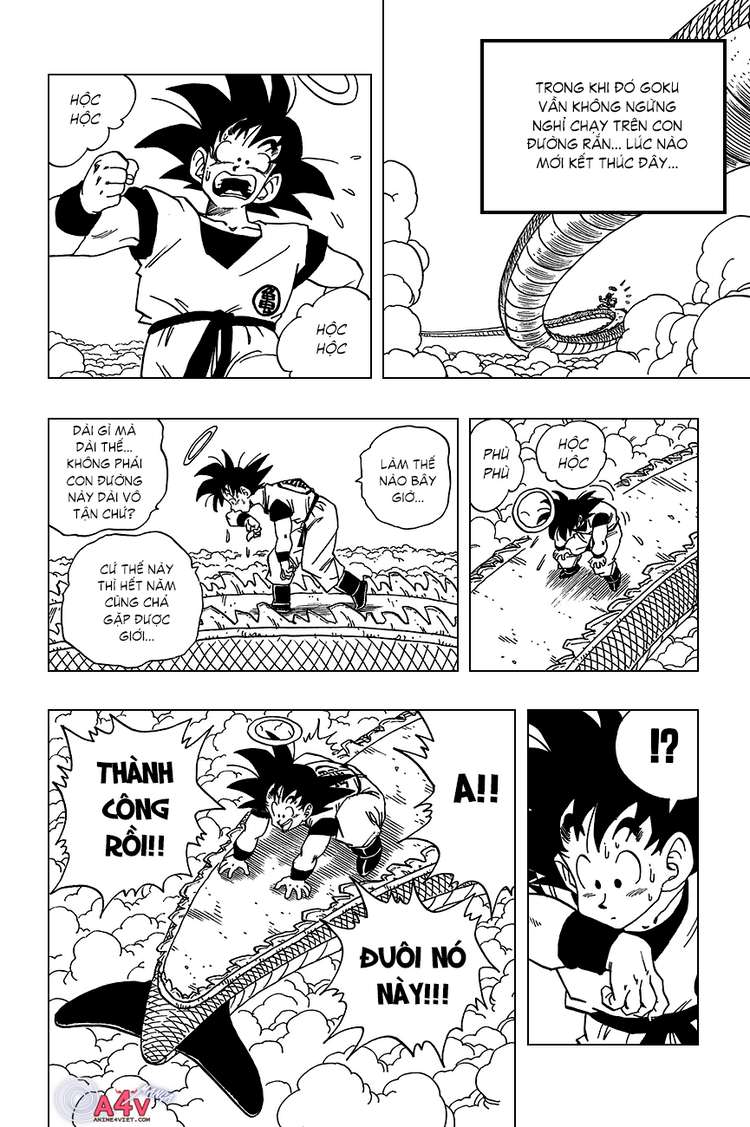 TRONG KHI ĐÓ GOKU
VẪN KHÔNG NGỪNG
NGHỈ CHẠY TRÊN CON
ĐƯỜNG RẮN... LÚC NÀO
MỚI KẾT THÚC ĐÂY...
HỘC
HỘC
HỘC
HỘC
DÀI GÌ MÀ
DÀI THẾ...
KHÔNG PHẢI
CON ĐƯỜNG
NÀY DÀI VÔ
TẬN CHỨ?
CỨ THẾ NÀY
THÌ HẾT NĂM
CŨNG CHẢ
GẶP ĐƯỢC
GIỚI...
LÀM THẾ
NÀO BÂY
GIỜ...
PHÙ
PHÙ
HỘC
HỘC
!?
A!!
THÀNH
CÔNG
RỒI!!
ĐUÔI NÓ
NÀY!!!
A4V
ANIME4VIET.COM